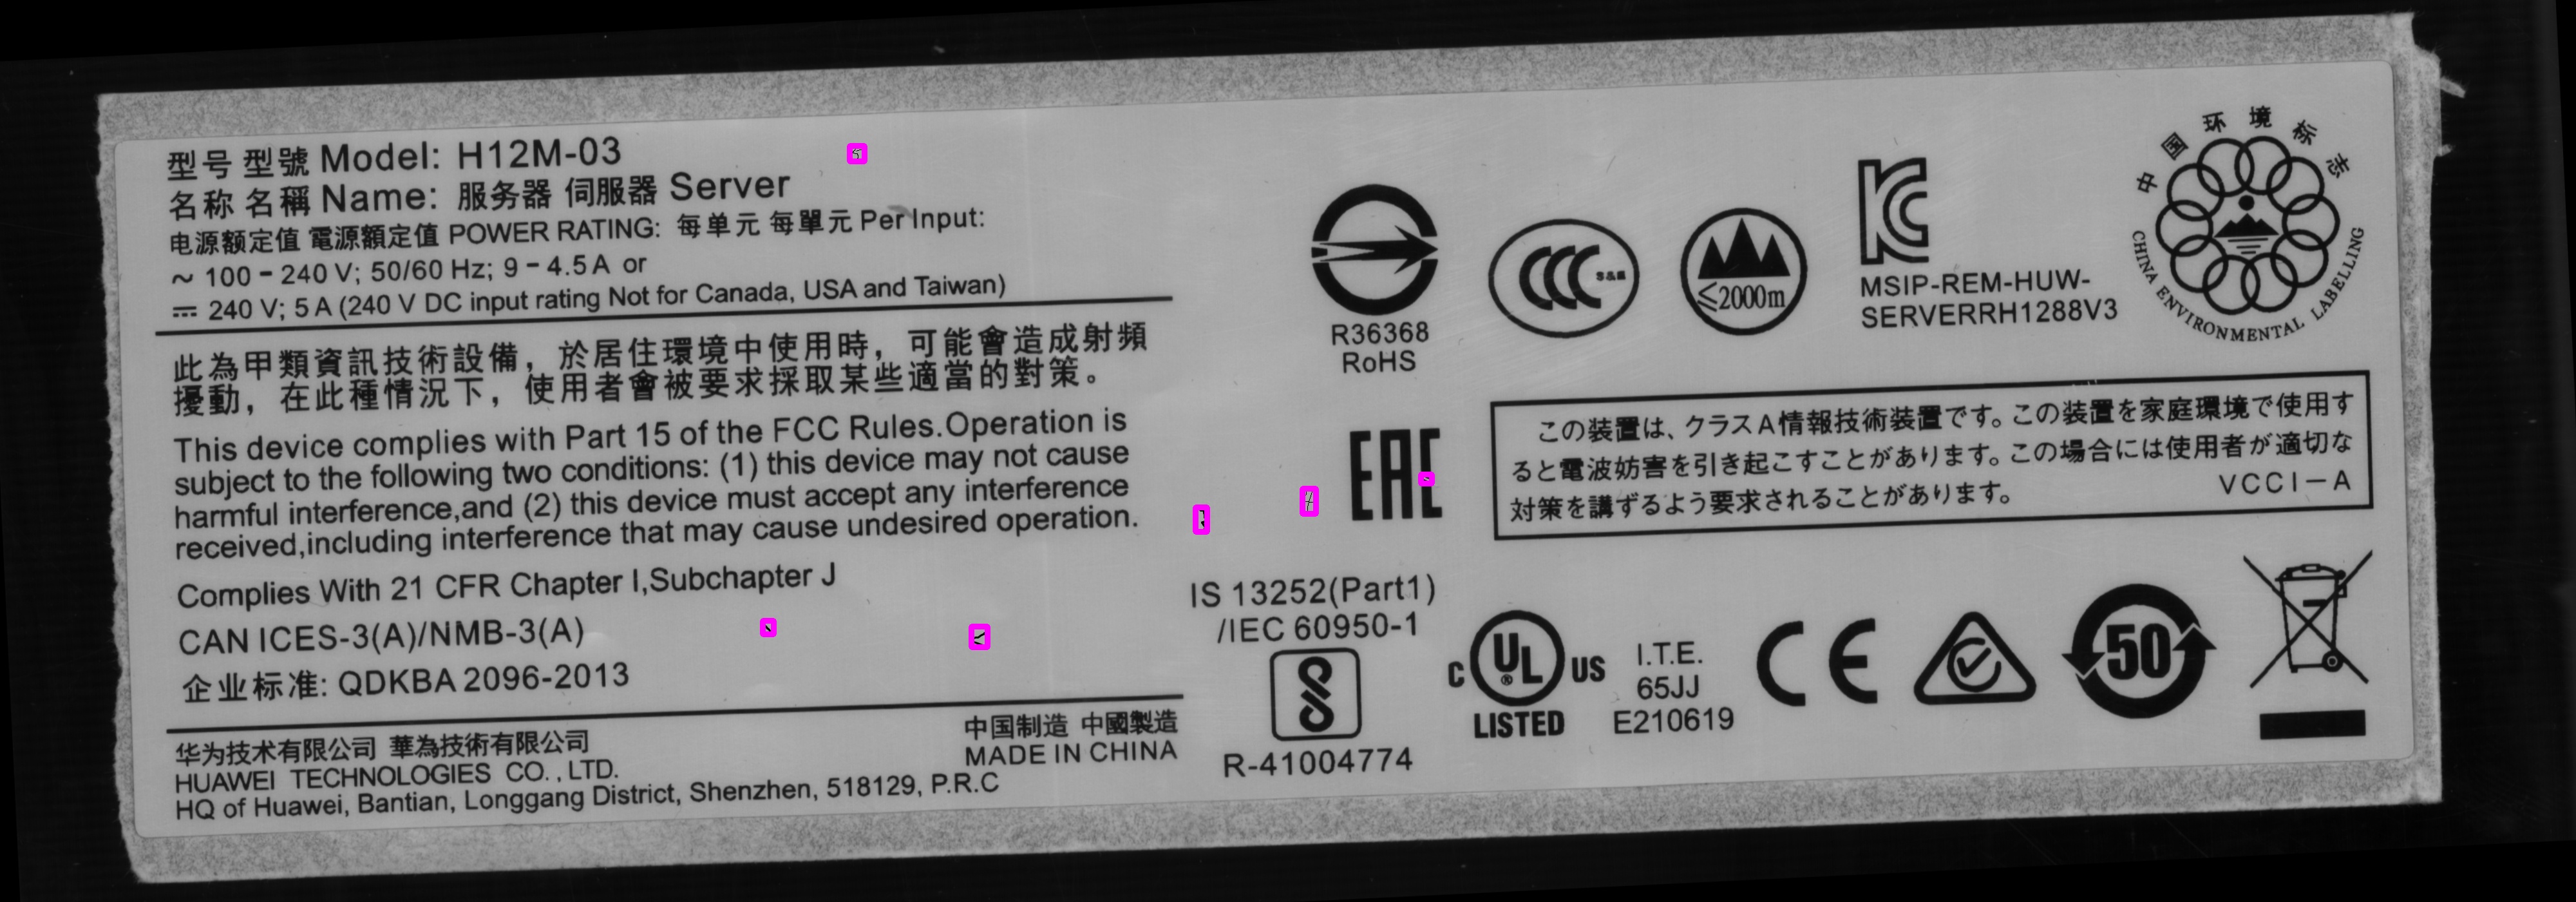 型号 型號 Model: H12M-03
名称 名稱 Name: 服务器 伺服器 Server
电源额定值 電源額定值 POWER RATING: 每单元 每單元 Per Input:
~ 100 - 240 V; 50/60 Hz; 9 - 4.5 A or
⎓ 240 V; 5 A (240 V DC input rating Not for Canada, USA and Taiwan)
此為甲類資訊技術設備，於居住環境中使用時，可能會造成射頻
擾動，在此種情況下，使用者會被要求採取某些適當的對策。
This device complies with Part 15 of the FCC Rules.Operation is
subject to the following two conditions: (1) this device may not cause
harmful interference,and (2) this device must accept any interference
received,including interference that may cause undesired operation.
Complies With 21 CFR Chapter I,Subchapter J
CAN ICES-3(A)/NMB-3(A)
企业标准: QDKBA 2096-2013
中国制造 中國製造
MADE IN CHINA
华为技术有限公司 華為技術有限公司
HUAWEI TECHNOLOGIES CO. , LTD.
HQ of Huawei, Bantian, Longgang District, Shenzhen, 518129, P.R.C
R36368
RoHS
CCC S&E
≤2000m
KC
MSIP-REM-HUW-
SERVERRH1288V3
中国环境标志
CHINA ENVIRONMENTAL LABELLING
EAC
この装置は、クラスA情報技術装置です。この装置を家庭環境で使用す
ると電波妨害を引き起こすことがあります。この場合には使用者が適切な
対策を講ずるよう要求されることがあります。
VCCI-A
IS 13252(Part1)
/IEC 60950-1
R-41004774
C UL ® US
LISTED
I.T.E.
65JJ
E210619
CE
50